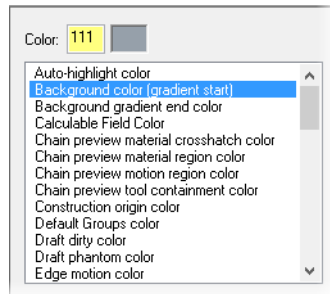 Color: 111
Auto-highlight color
Background color (gradient start)
Background gradient end color
Calculable Field Color
Chain preview material crosshatch color
Chain preview material region color
Chain preview motion region color
Chain preview tool containment color
Construction origin color
Default Groups color
Draft dirty color
Draft phantom color
Edge motion color